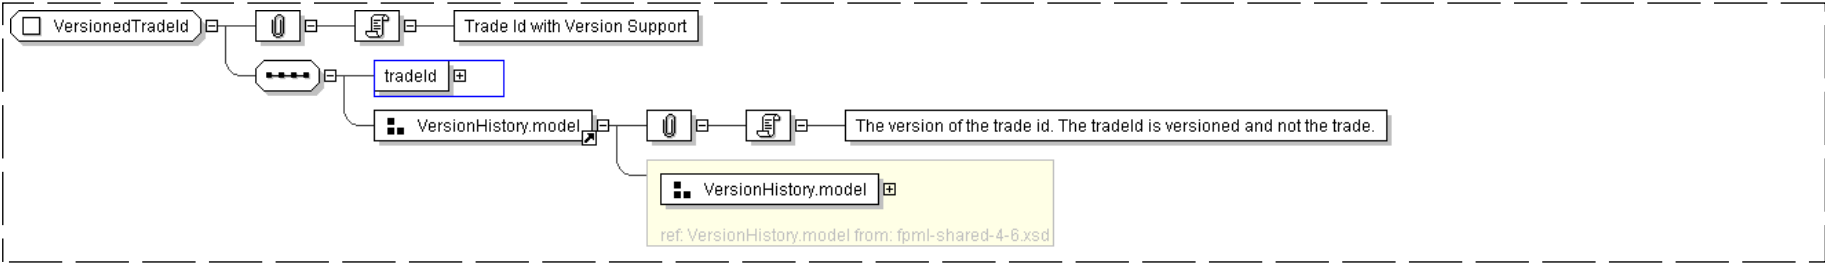 VersionedTradeId
Trade Id with Version Support
tradeId
VersionHistory.model
The version of the trade id. The tradeId is versioned and not the trade.
VersionHistory.model
ref: VersionHistory.model from: fpml-shared-4-6.xsd